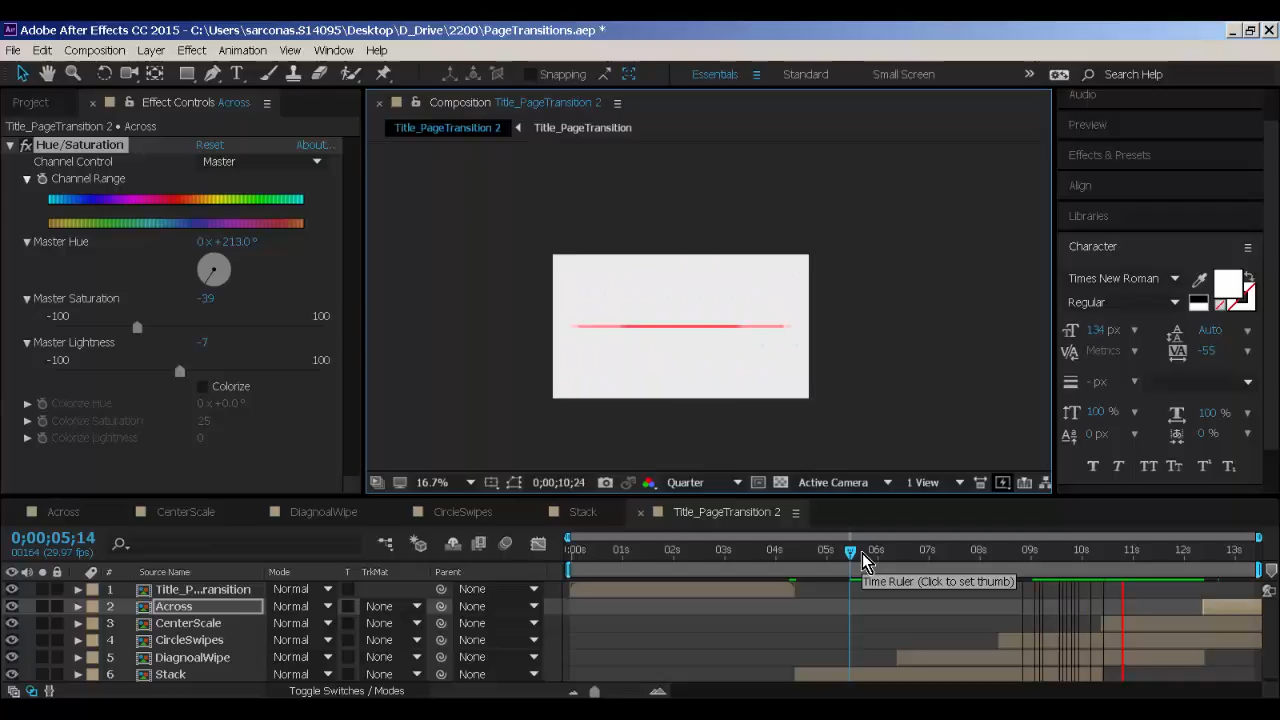 Adobe After Effects CC 2015 - C:\Users\sarconas.S14095\Desktop\D_Drive\2200\PageTransitions.aep *
File Edit Composition Layer Effect Animation View Window Help
Snapping Essentials Standard Small Screen Search Help
Project Effect Controls Across Composition Title_PageTransition 2 Audio
Title_PageTransition 2 • Across Title_PageTransition 2 Title_PageTransition Preview
fx Hue/Saturation Reset About...
Channel Control Master Effects & Presets
Channel Range Align
Libraries
Master Hue 0 x +213.0 ° Character
Times New Roman
Master Saturation -39 Regular
-100 100
134 px Auto
Master Lightness -7 Metrics -55
-100 100
Colorize - px
Colorize Hue 0 x +0.0 ° 100 % 100 %
Colorize Saturation 25
Colorize Lightness 0 0 px 0 %
T T TT Tt T¹ T₁
16.7% 0;00;10;24 Quarter Active Camera 1 View
Across CenterScale DiagnoalWipe CircleSwipes Stack Title_PageTransition 2
0;00;05;14
00164 (29.97 fps) :00s 01s 02s 03s 04s 05s 06s 07s 08s 09s 10s 11s 12s 13s
# Source Name Mode T TrkMat Parent Time Ruler (Click to set thumb)
1 Title_P...ransition Normal None
2 Across Normal None None
3 CenterScale Normal None None
4 CircleSwipes Normal None None
5 DiagnoalWipe Normal None None
6 Stack Normal None None
Toggle Switches / Modes